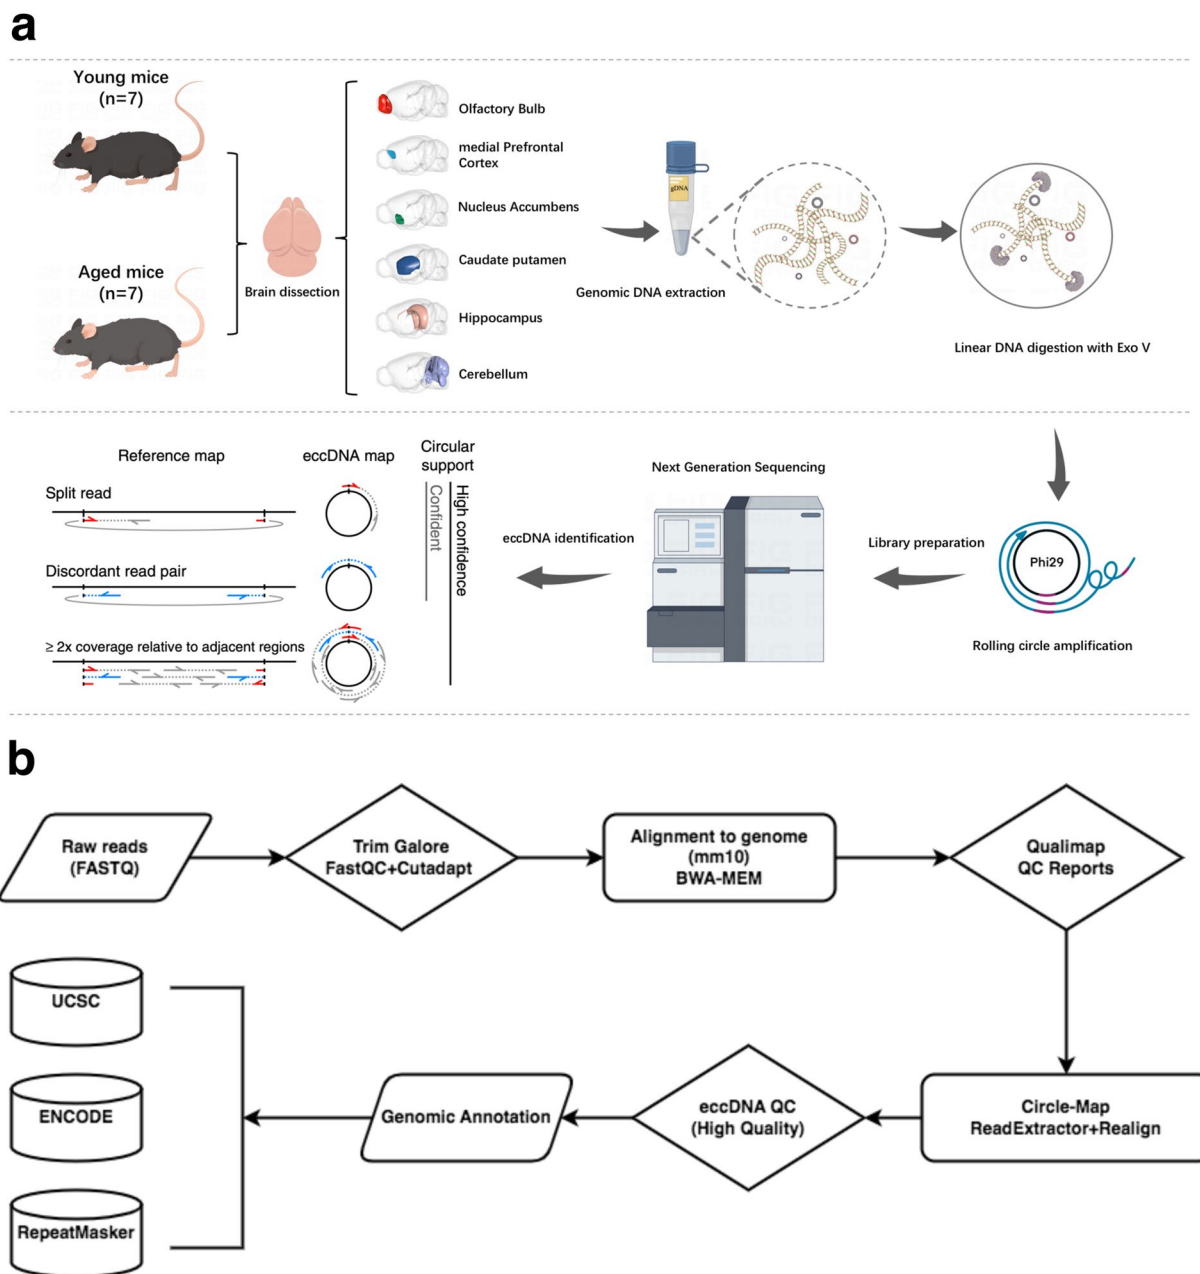 a
Young mice
(n=7)
Aged mice
(n=7)
Brain dissection
Olfactory Bulb
medial Prefrontal
Cortex
Nucleus Accumbens
Caudate putamen
Hippocampus
Cerebellum
gDNA
Genomic DNA extraction
Linear DNA digestion with Exo V
Reference map
eccDNA map
Circular
support
Split read
Discordant read pair
≥ 2x coverage relative to adjacent regions
Confident
High confidence
eccDNA identification
Next Generation Sequencing
Library preparation
Phi29
Rolling circle amplification
b
Raw reads
(FASTQ)
Trim Galore
FastQC+Cutadapt
Alignment to genome
(mm10)
BWA-MEM
Qualimap
QC Reports
UCSC
ENCODE
RepeatMasker
Genomic Annotation
eccDNA QC
(High Quality)
Circle-Map
ReadExtractor+Realign